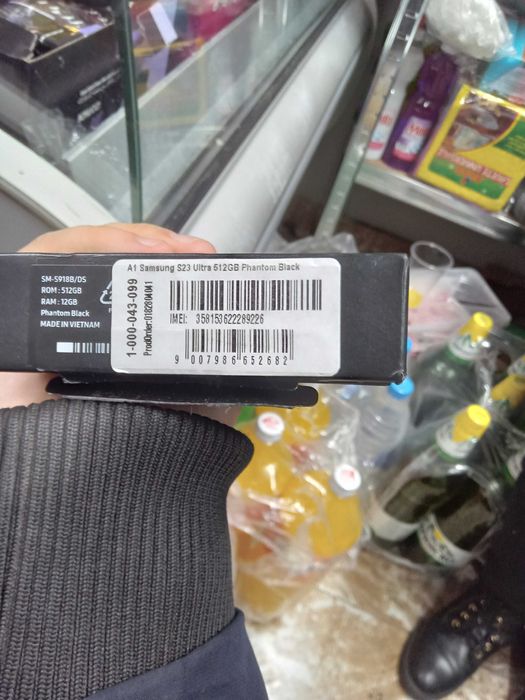 SM-S918B/DS
ROM : 512GB
RAM : 12GB
Phantom Black
MADE IN VIETNAM
1-000-043-099
A1 Samsung S23 Ultra 512GB Phantom Black
IMEI: 358153622289226
9 007986 652682